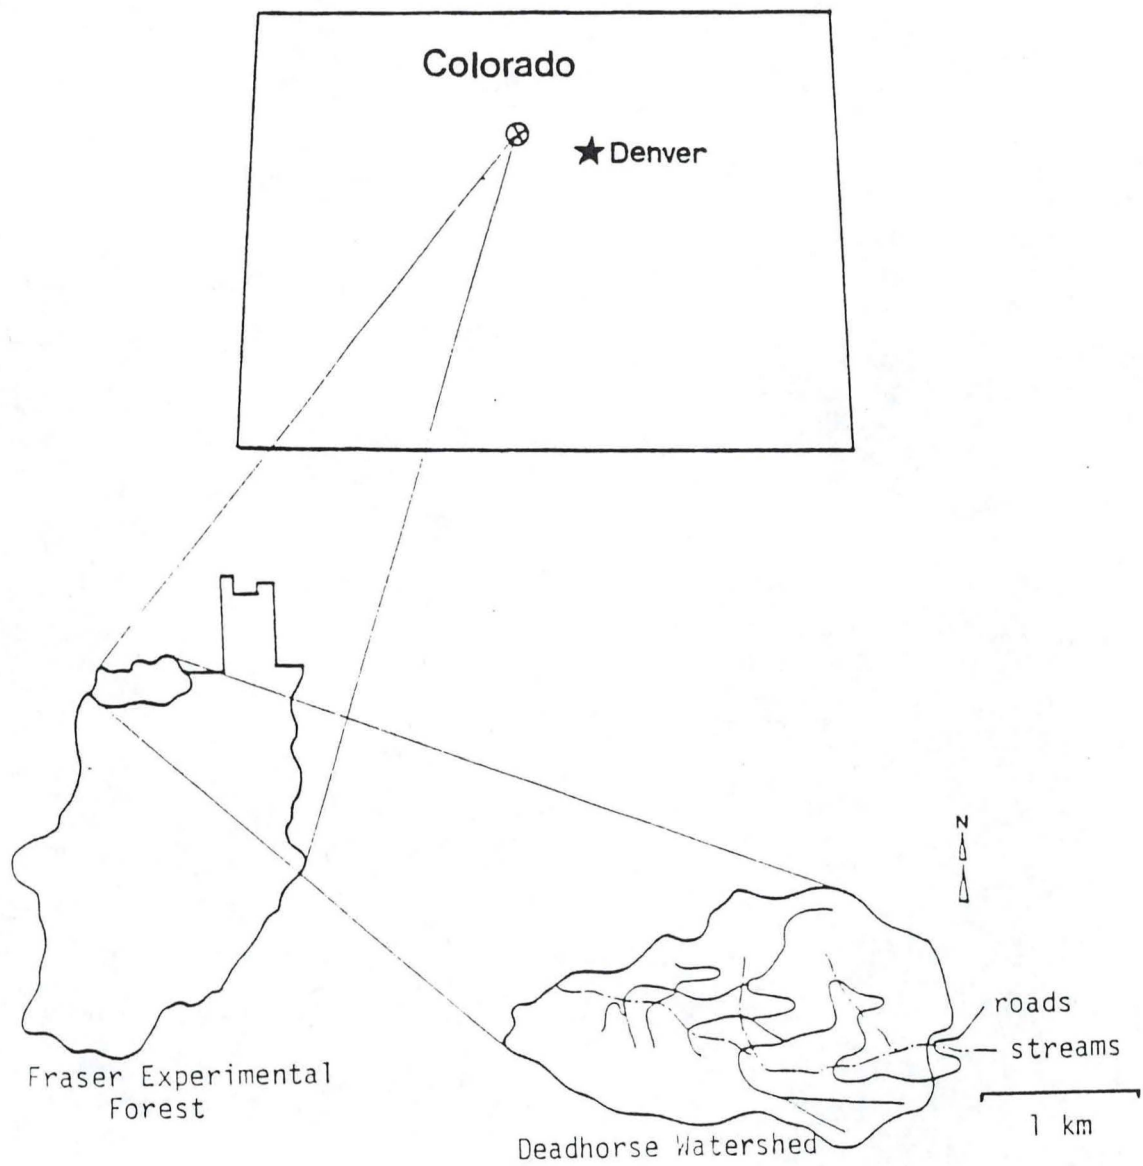 Colorado
Denver
N
roads
streams
Fraser Experimental
Forest
1 km
Deadhorse Watershed